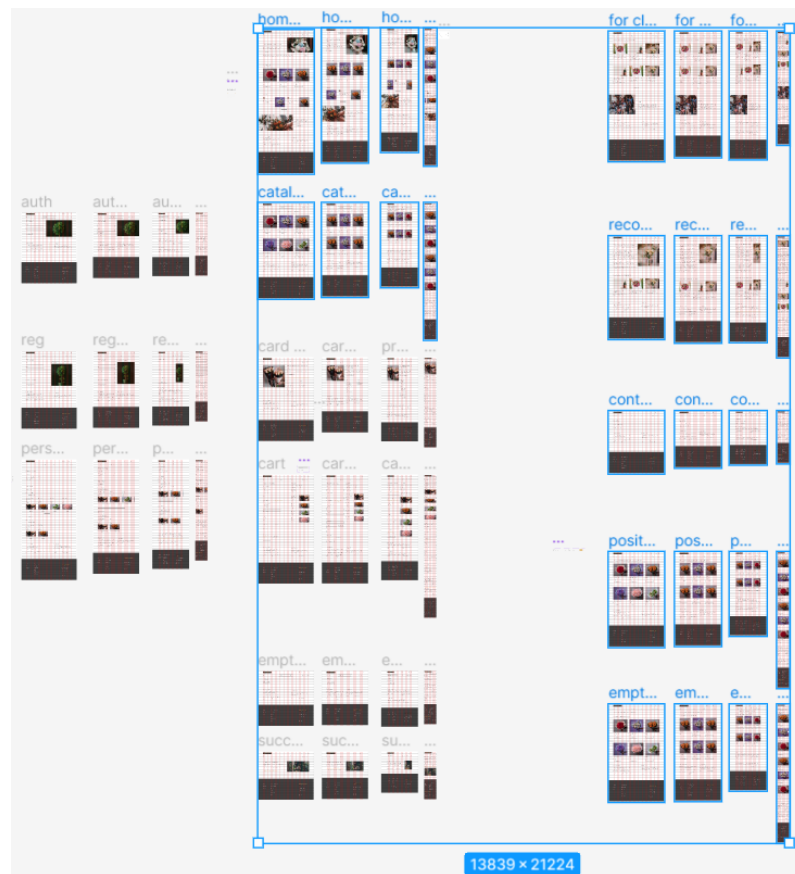 hom... ho... ho... ...
for cl... for ... fo... ...
auth aut... au... ...
catal... cat... ca... ...
reco... rec... re... ...
reg reg... re... ...
card ... car... pr... ...
cont... con... co... ...
pers... per... p... ...
cart car... ca... ...
posit... pos... p... ...
empt... em... e... ...
empt... em... e... ...
succ... suc... su... ...
13839 × 21224